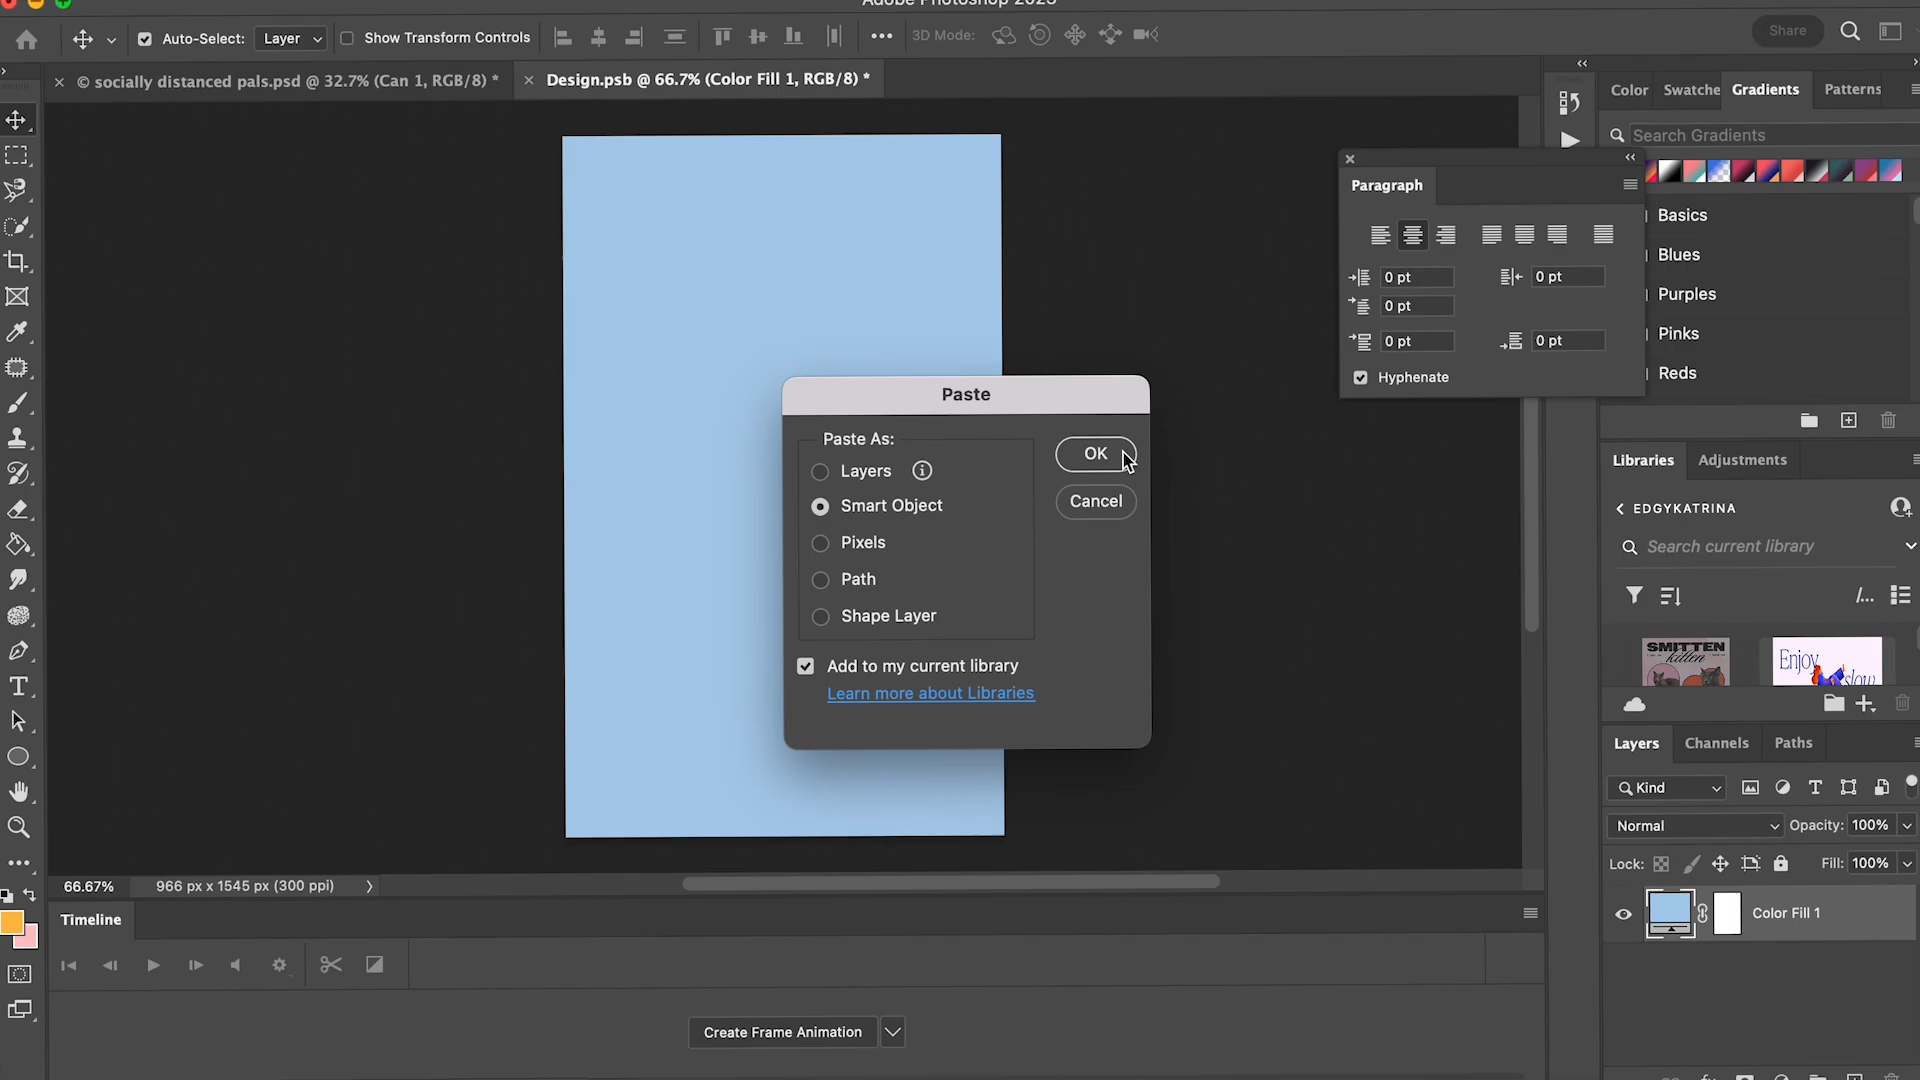 Adobe Photoshop 2023
Auto-Select:
Layer
Show Transform Controls
3D Mode:
Share
© socially distanced pals.psd @ 32.7% (Can 1, RGB/8) *
Design.psb @ 66.7% (Color Fill 1, RGB/8) *
Color
Swatche
Gradients
Patterns
Search Gradients
Paragraph
0 pt
0 pt
0 pt
0 pt
0 pt
Hyphenate
Basics
Blues
Purples
Pinks
Reds
Paste
Paste As:
Layers
Smart Object
Pixels
Path
Shape Layer
OK
Cancel
Add to my current library
Learn more about Libraries
Libraries
Adjustments
EDGYKATRINA
Search current library
SMITTEN
kitten
Enjoy
slow
Layers
Channels
Paths
Kind
Normal
Opacity: 100%
Lock:
Fill: 100%
Color Fill 1
66.67%
966 px x 1545 px (300 ppi)
Timeline
Create Frame Animation